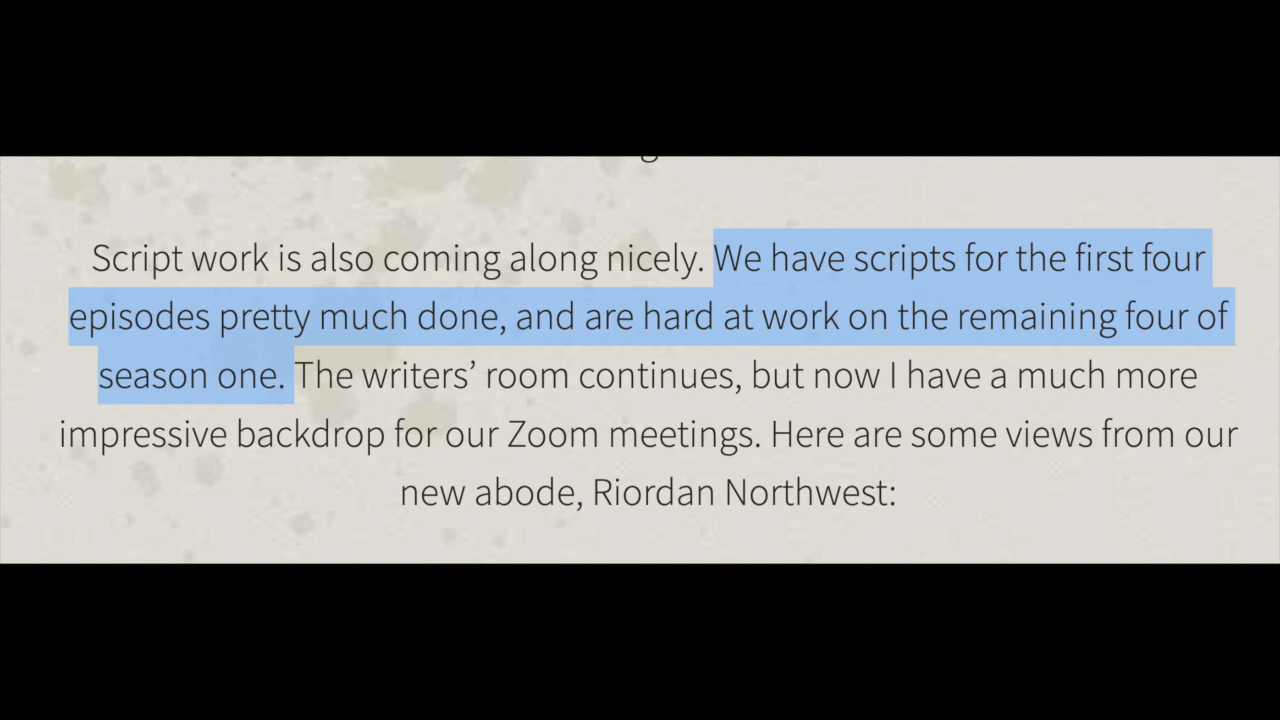 Script work is also coming along nicely. We have scripts for the first four
episodes pretty much done, and are hard at work on the remaining four of
season one. The writers’ room continues, but now I have a much more
impressive backdrop for our Zoom meetings. Here are some views from our
new abode, Riordan Northwest: